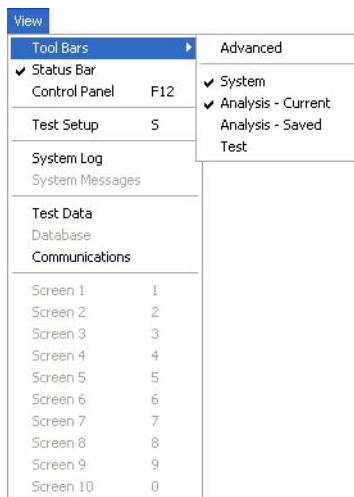 View
Tool Bars
Status Bar
Control Panel F12
Test Setup S
System Log
System Messages
Test Data
Database
Communications
Screen 1 1
Screen 2 2
Screen 3 3
Screen 4 4
Screen 5 5
Screen 6 6
Screen 7 7
Screen 8 8
Screen 9 9
Screen 10 0
Advanced
System
Analysis - Current
Analysis - Saved
Test